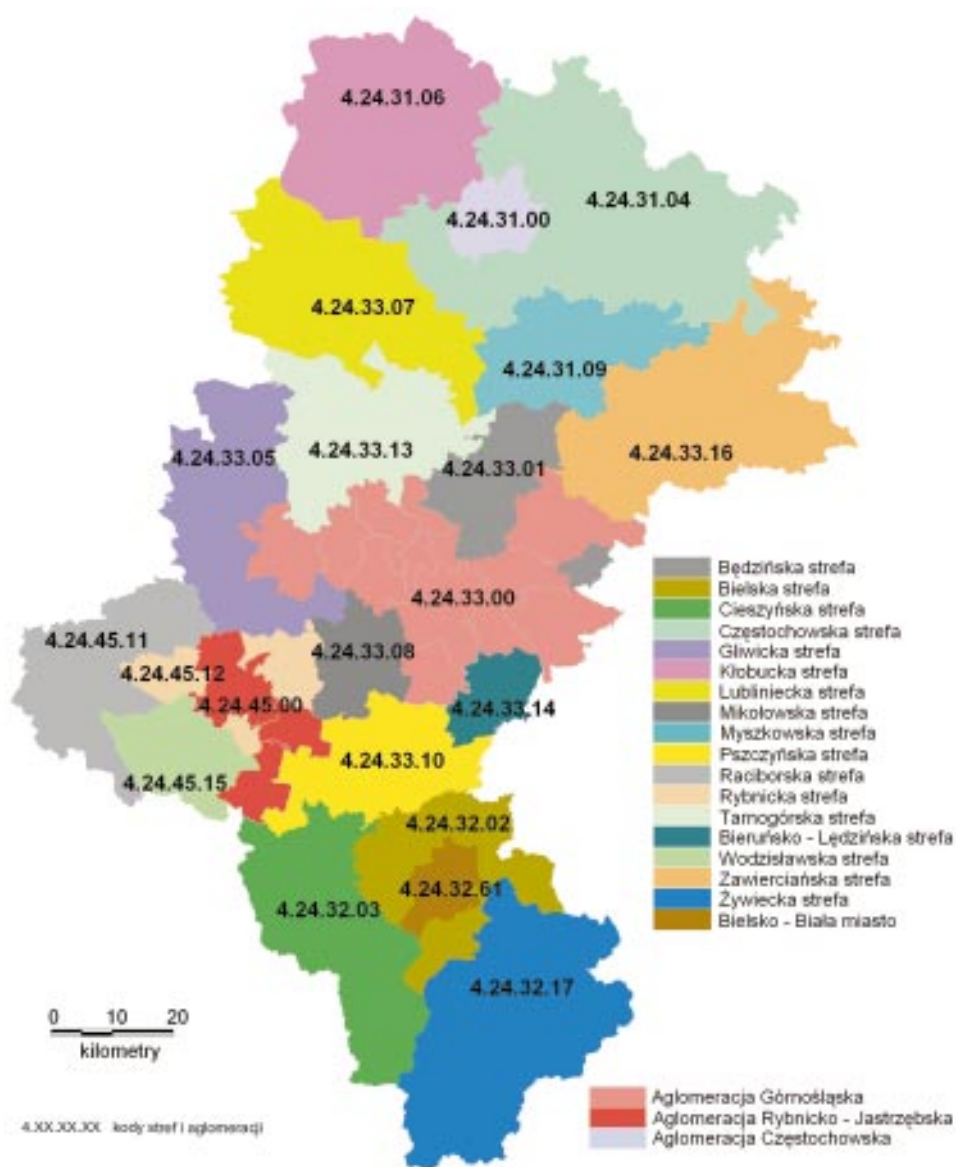 4.24.31.06
4.24.31.04
4.24.31.00
4.24.33.07
4.24.31.09
4.24.33.05
4.24.33.13
4.24.33.01
4.24.33.16
4.24.33.00
4.24.45.11
4.24.45.12
4.24.33.08
4.24.45.00
4.24.33.14
4.24.33.10
4.24.45.15
4.24.32.02
4.24.32.61
4.24.32.03
4.24.32.17
Będzińska strefa
Bielska strefa
Cieszyńska strefa
Częstochowska strefa
Gliwicka strefa
Kłobucka strefa
Lubliniecka strefa
Mikołowska strefa
Myszkowska strefa
Pszczyńska strefa
Raciborska strefa
Rybnicka strefa
Tarnogórska strefa
Bieruńsko - Lędzińska strefa
Wodzisławska strefa
Zawierciańska strefa
Żywiecka strefa
Bielsko - Biała miasto
0 10 20
kilometry
Aglomeracja Górnośląska
Aglomeracja Rybnicko - Jastrzębska
Aglomeracja Częstochowska
4.XX.XX.XX kody stref i aglomeracji